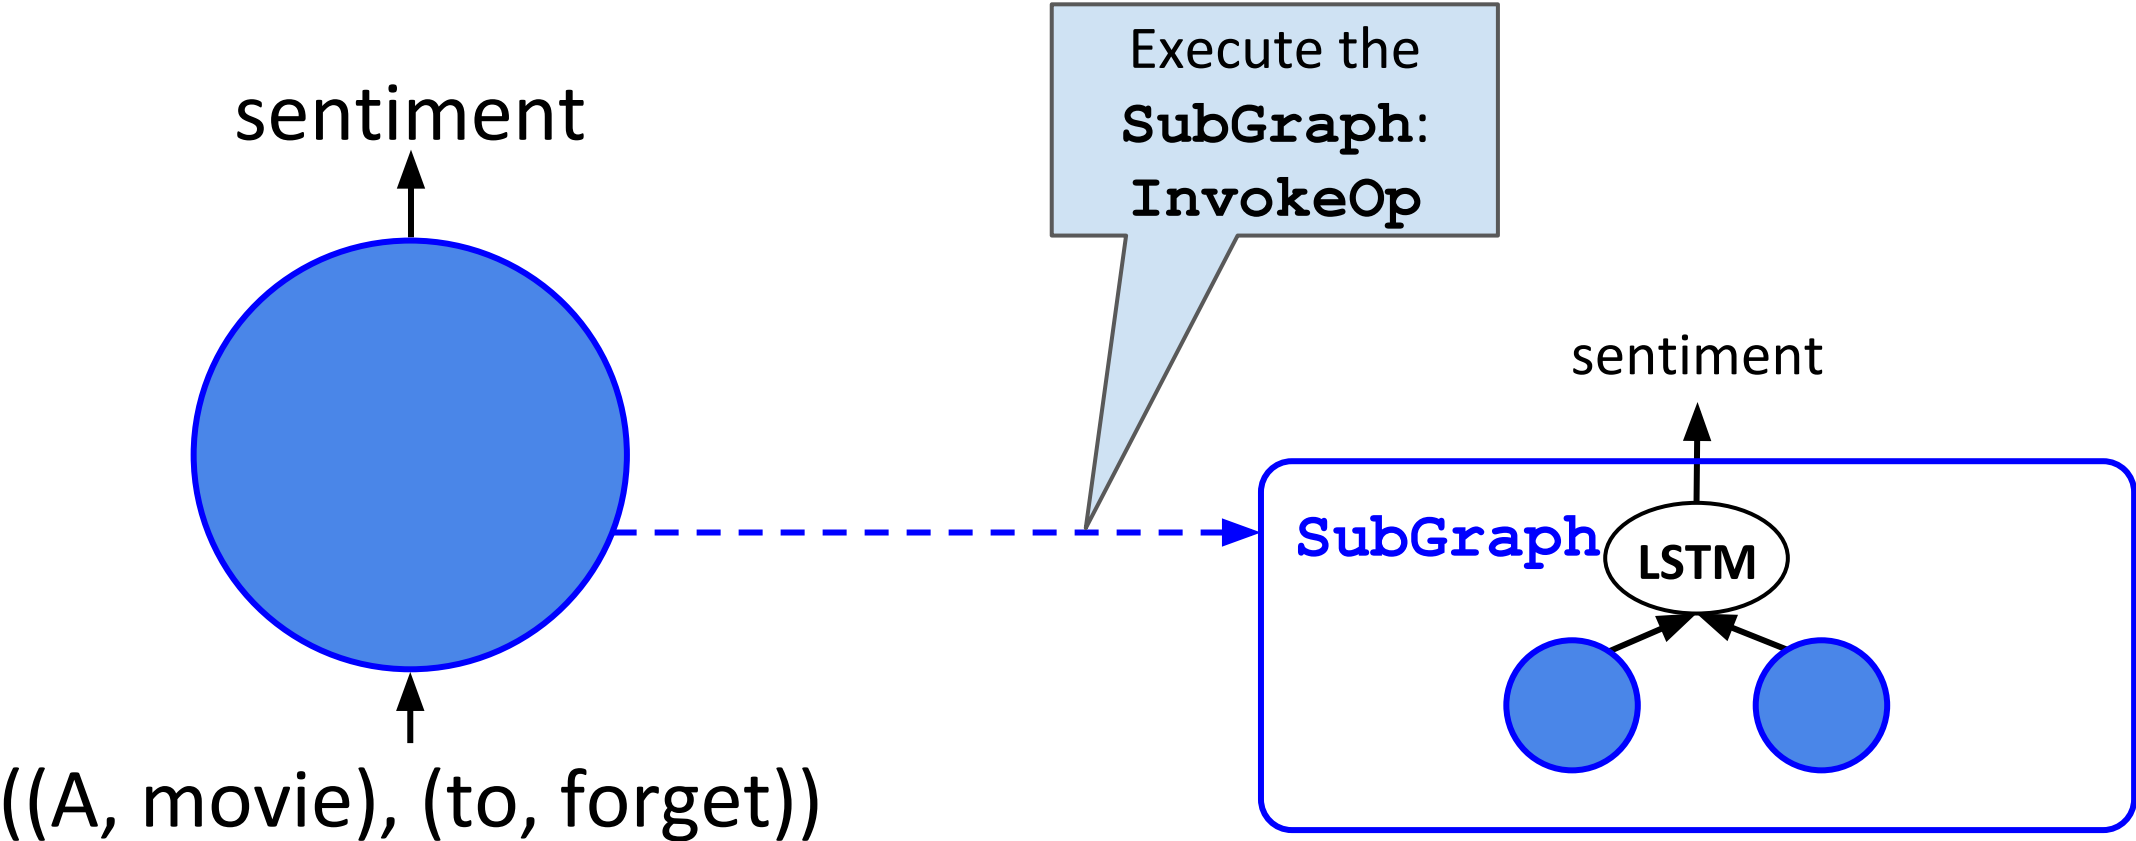 sentiment
((A, movie), (to, forget))
Execute the
SubGraph:
InvokeOp
sentiment
SubGraph
LSTM